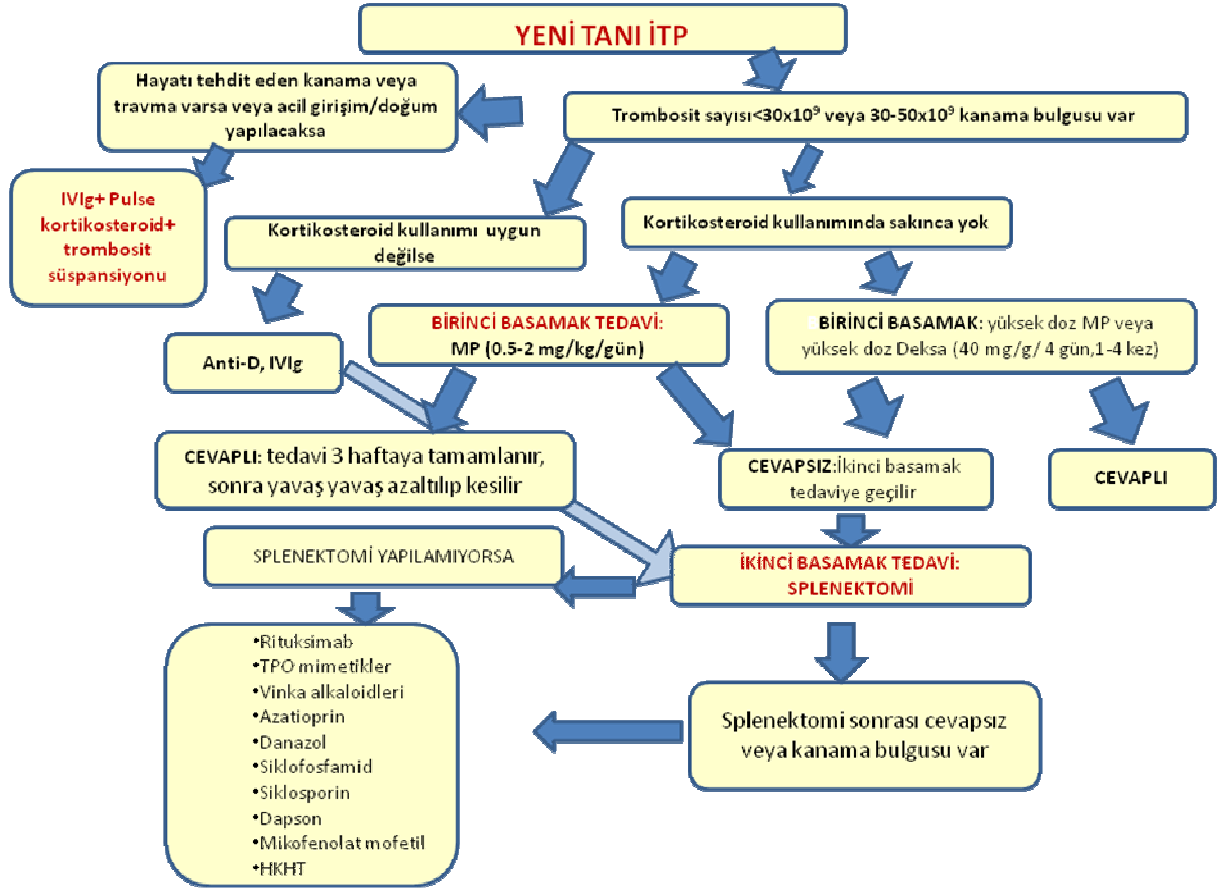 YENİ TANI İTP
Hayatı tehdit eden kanama veya
travma varsa veya acil girişim/doğum
yapılacaksa
Trombosit sayısı<30x10⁹ veya 30-50x10⁹ kanama bulgusu var
IVIg+ Pulse
kortikosteroid+
trombosit
süspansiyonu
Kortikosteroid kullanımı uygun
değilse
Kortikosteroid kullanımında sakınca yok
Anti-D, IVIg
BİRİNCİ BASAMAK TEDAVİ:
MP (0.5-2 mg/kg/gün)
BİRİNCİ BASAMAK: yüksek doz MP veya
yüksek doz Deksa (40 mg/g/ 4 gün,1-4 kez)
CEVAPLI: tedavi 3 haftaya tamamlanır,
sonra yavaş yavaş azaltılıp kesilir
CEVAPSIZ:İkinci basamak
tedaviye geçilir
CEVAPLI
SPLENEKTOMİ YAPILAMIYORSA
İKİNCİ BASAMAK TEDAVİ:
SPLENEKTOMİ
•Rituksimab
•TPO mimetikler
•Vinka alkaloidleri
•Azatioprin
•Danazol
•Siklofosfamid
•Siklosporin
•Dapson
•Mikofenolat mofetil
•HKHT
Splenektomi sonrası cevapsız
veya kanama bulgusu var